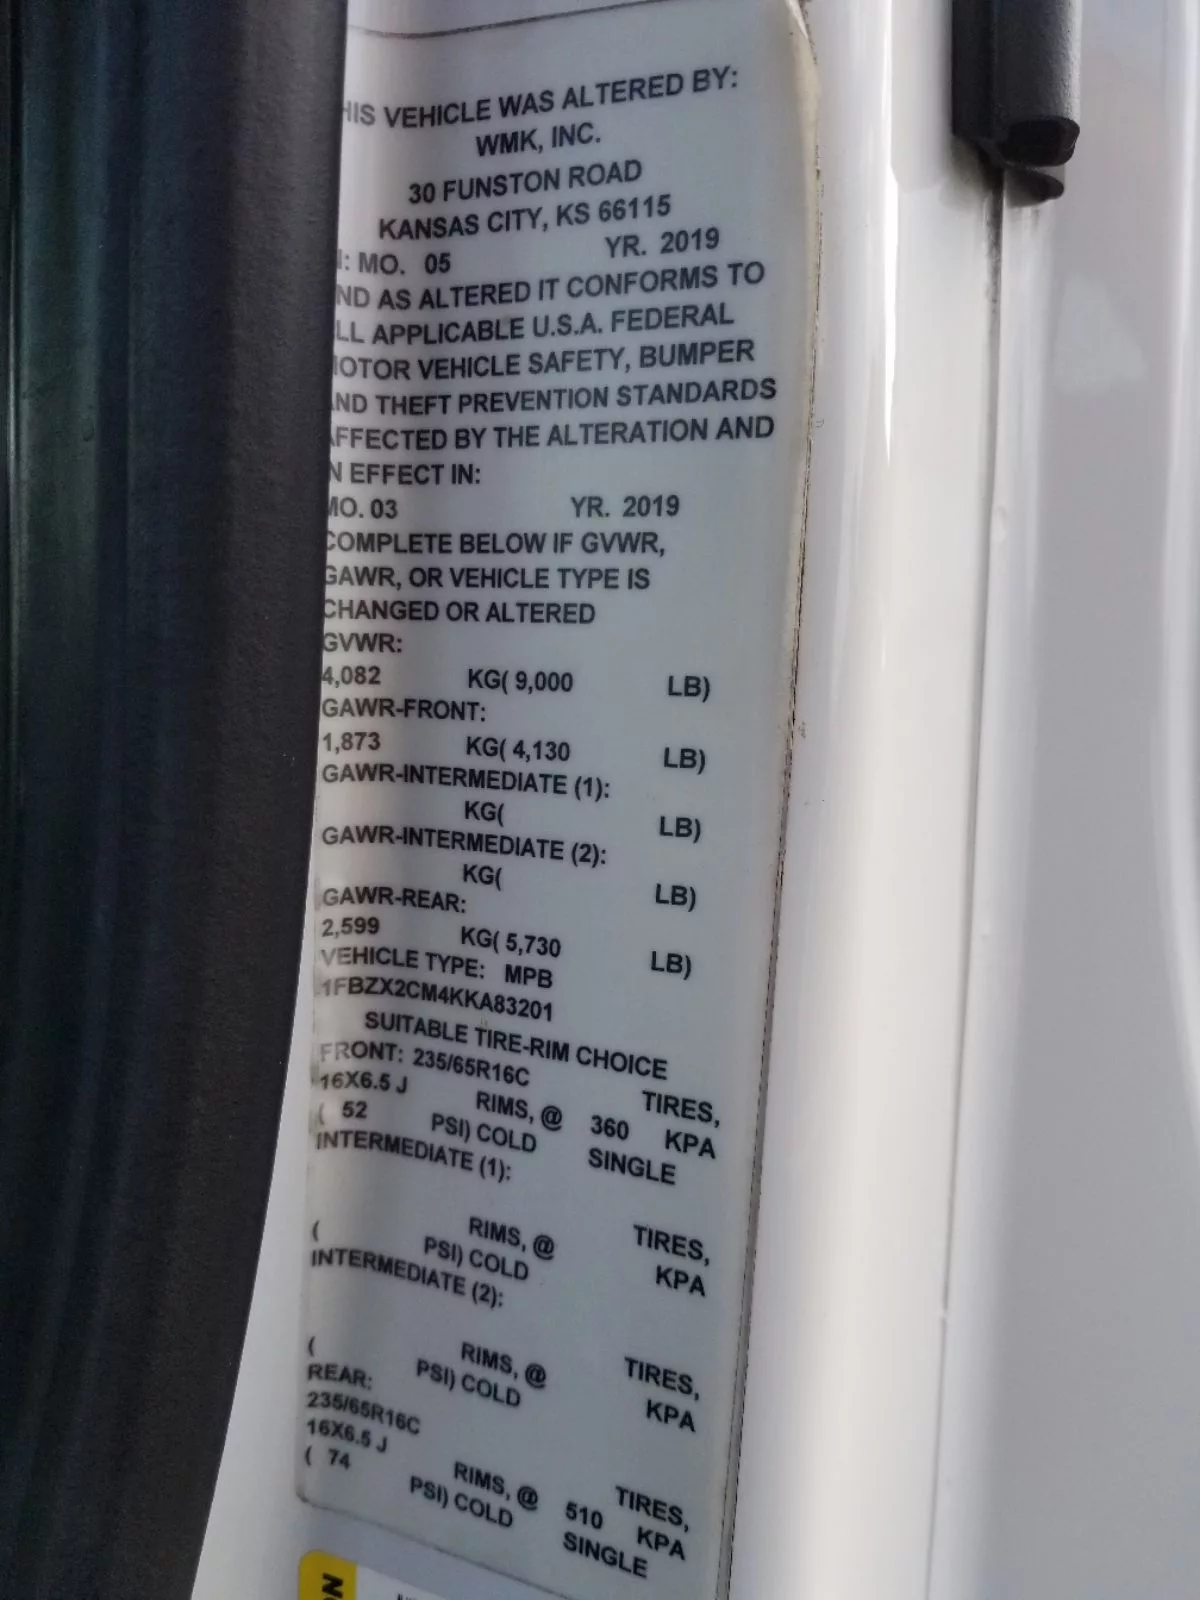 HIS VEHICLE WAS ALTERED BY:
WMK, INC.
30 FUNSTON ROAD
KANSAS CITY, KS 66115
: MO. 05 YR. 2019
ND AS ALTERED IT CONFORMS TO
LL APPLICABLE U.S.A. FEDERAL
OTOR VEHICLE SAFETY, BUMPER
ND THEFT PREVENTION STANDARDS
AFFECTED BY THE ALTERATION AND
N EFFECT IN:
MO. 03 YR. 2019
COMPLETE BELOW IF GVWR,
GAWR, OR VEHICLE TYPE IS
CHANGED OR ALTERED
GVWR:
4,082 KG( 9,000 LB)
GAWR-FRONT:
1,873 KG( 4,130 LB)
GAWR-INTERMEDIATE (1):
KG( LB)
GAWR-INTERMEDIATE (2):
KG( LB)
GAWR-REAR:
2,599 KG( 5,730 LB)
VEHICLE TYPE: MPB
1FBZX2CM4KKA83201
SUITABLE TIRE-RIM CHOICE
FRONT: 235/65R16C TIRES,
16X6.5 J RIMS, @ 360 KPA
( 52 PSI) COLD SINGLE
INTERMEDIATE (1):
TIRES,
RIMS, @ KPA
( PSI) COLD
INTERMEDIATE (2):
TIRES,
RIMS, @ KPA
( PSI) COLD
REAR:
235/65R16C TIRES,
16X6.5 J RIMS, @ 510 KPA
( 74 PSI) COLD SINGLE
ON